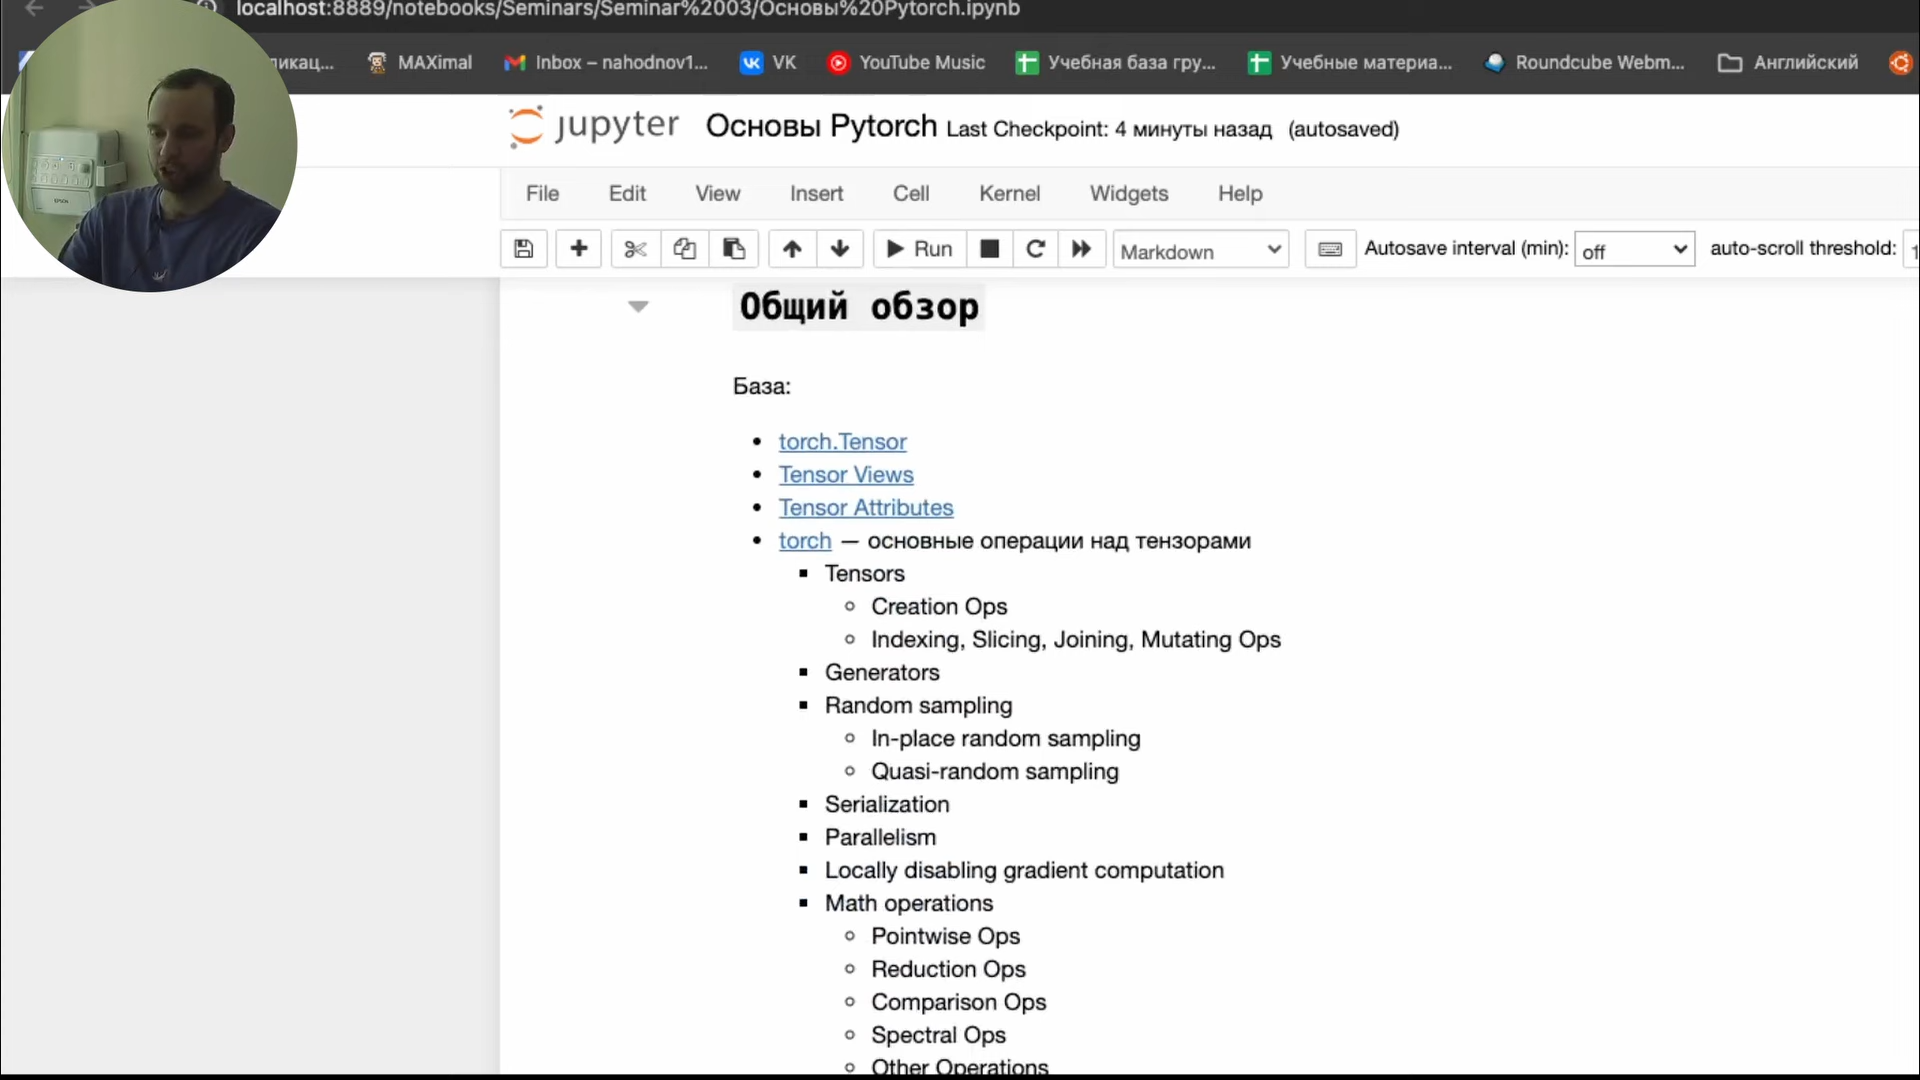 localhost:8889/notebooks/Seminars/Seminar%2003/Основы%20Pytorch.ipynb
ликац... MAXimal Inbox – nahodnov1... VK YouTube Music Учебная база гру... Учебные материа... Roundcube Webm... Английский
jupyter Основы Pytorch Last Checkpoint: 4 минуты назад (autosaved)
File Edit View Insert Cell Kernel Widgets Help
Run Markdown Autosave interval (min): off auto-scroll threshold:
Общий обзор
База:
torch.Tensor
Tensor Views
Tensor Attributes
torch — основные операции над тензорами
Tensors
Creation Ops
Indexing, Slicing, Joining, Mutating Ops
Generators
Random sampling
In-place random sampling
Quasi-random sampling
Serialization
Parallelism
Locally disabling gradient computation
Math operations
Pointwise Ops
Reduction Ops
Comparison Ops
Spectral Ops
Other Operations
EPSON